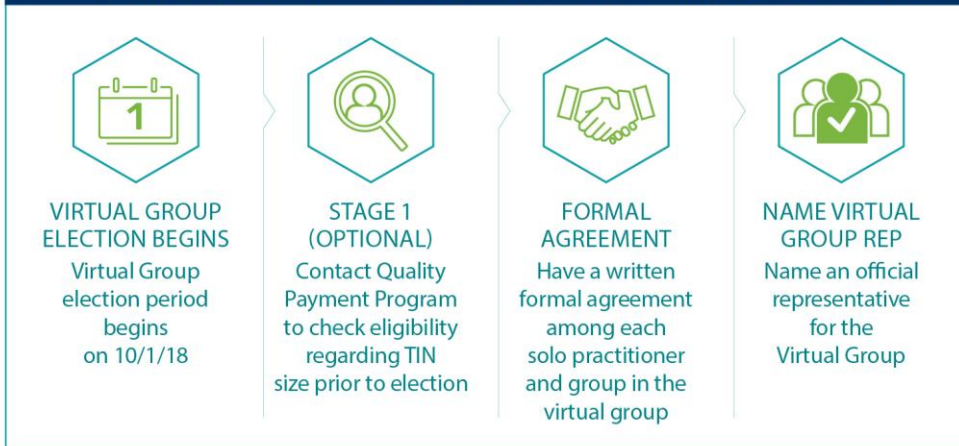 1
VIRTUAL GROUP
ELECTION BEGINS
Virtual Group
election period
begins
on 10/1/18
STAGE 1
(OPTIONAL)
Contact Quality
Payment Program
to check eligibility
regarding TIN
size prior to election
FORMAL
AGREEMENT
Have a written
formal agreement
among each
solo practitioner
and group in the
virtual group
NAME VIRTUAL
GROUP REP
Name an official
representative
for the
Virtual Group